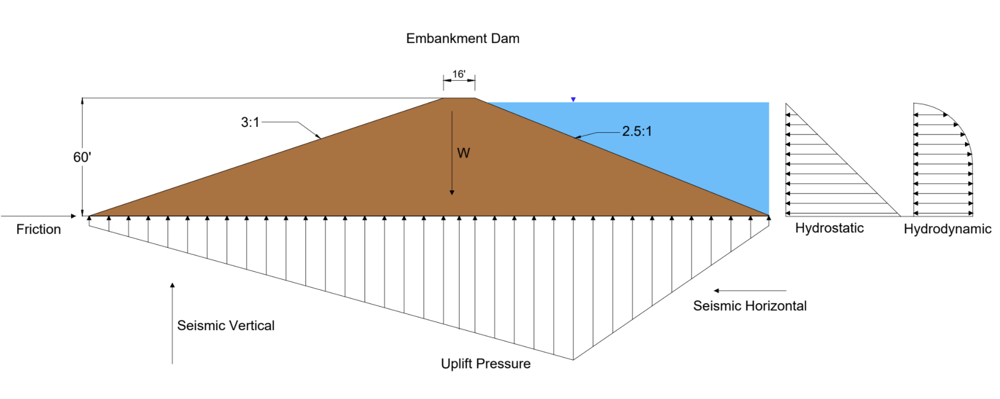 Embankment Dam
16'
3:1
2.5:1
W
60'
Friction
Hydrostatic
Hydrodynamic
Seismic Horizontal
Seismic Vertical
Uplift Pressure